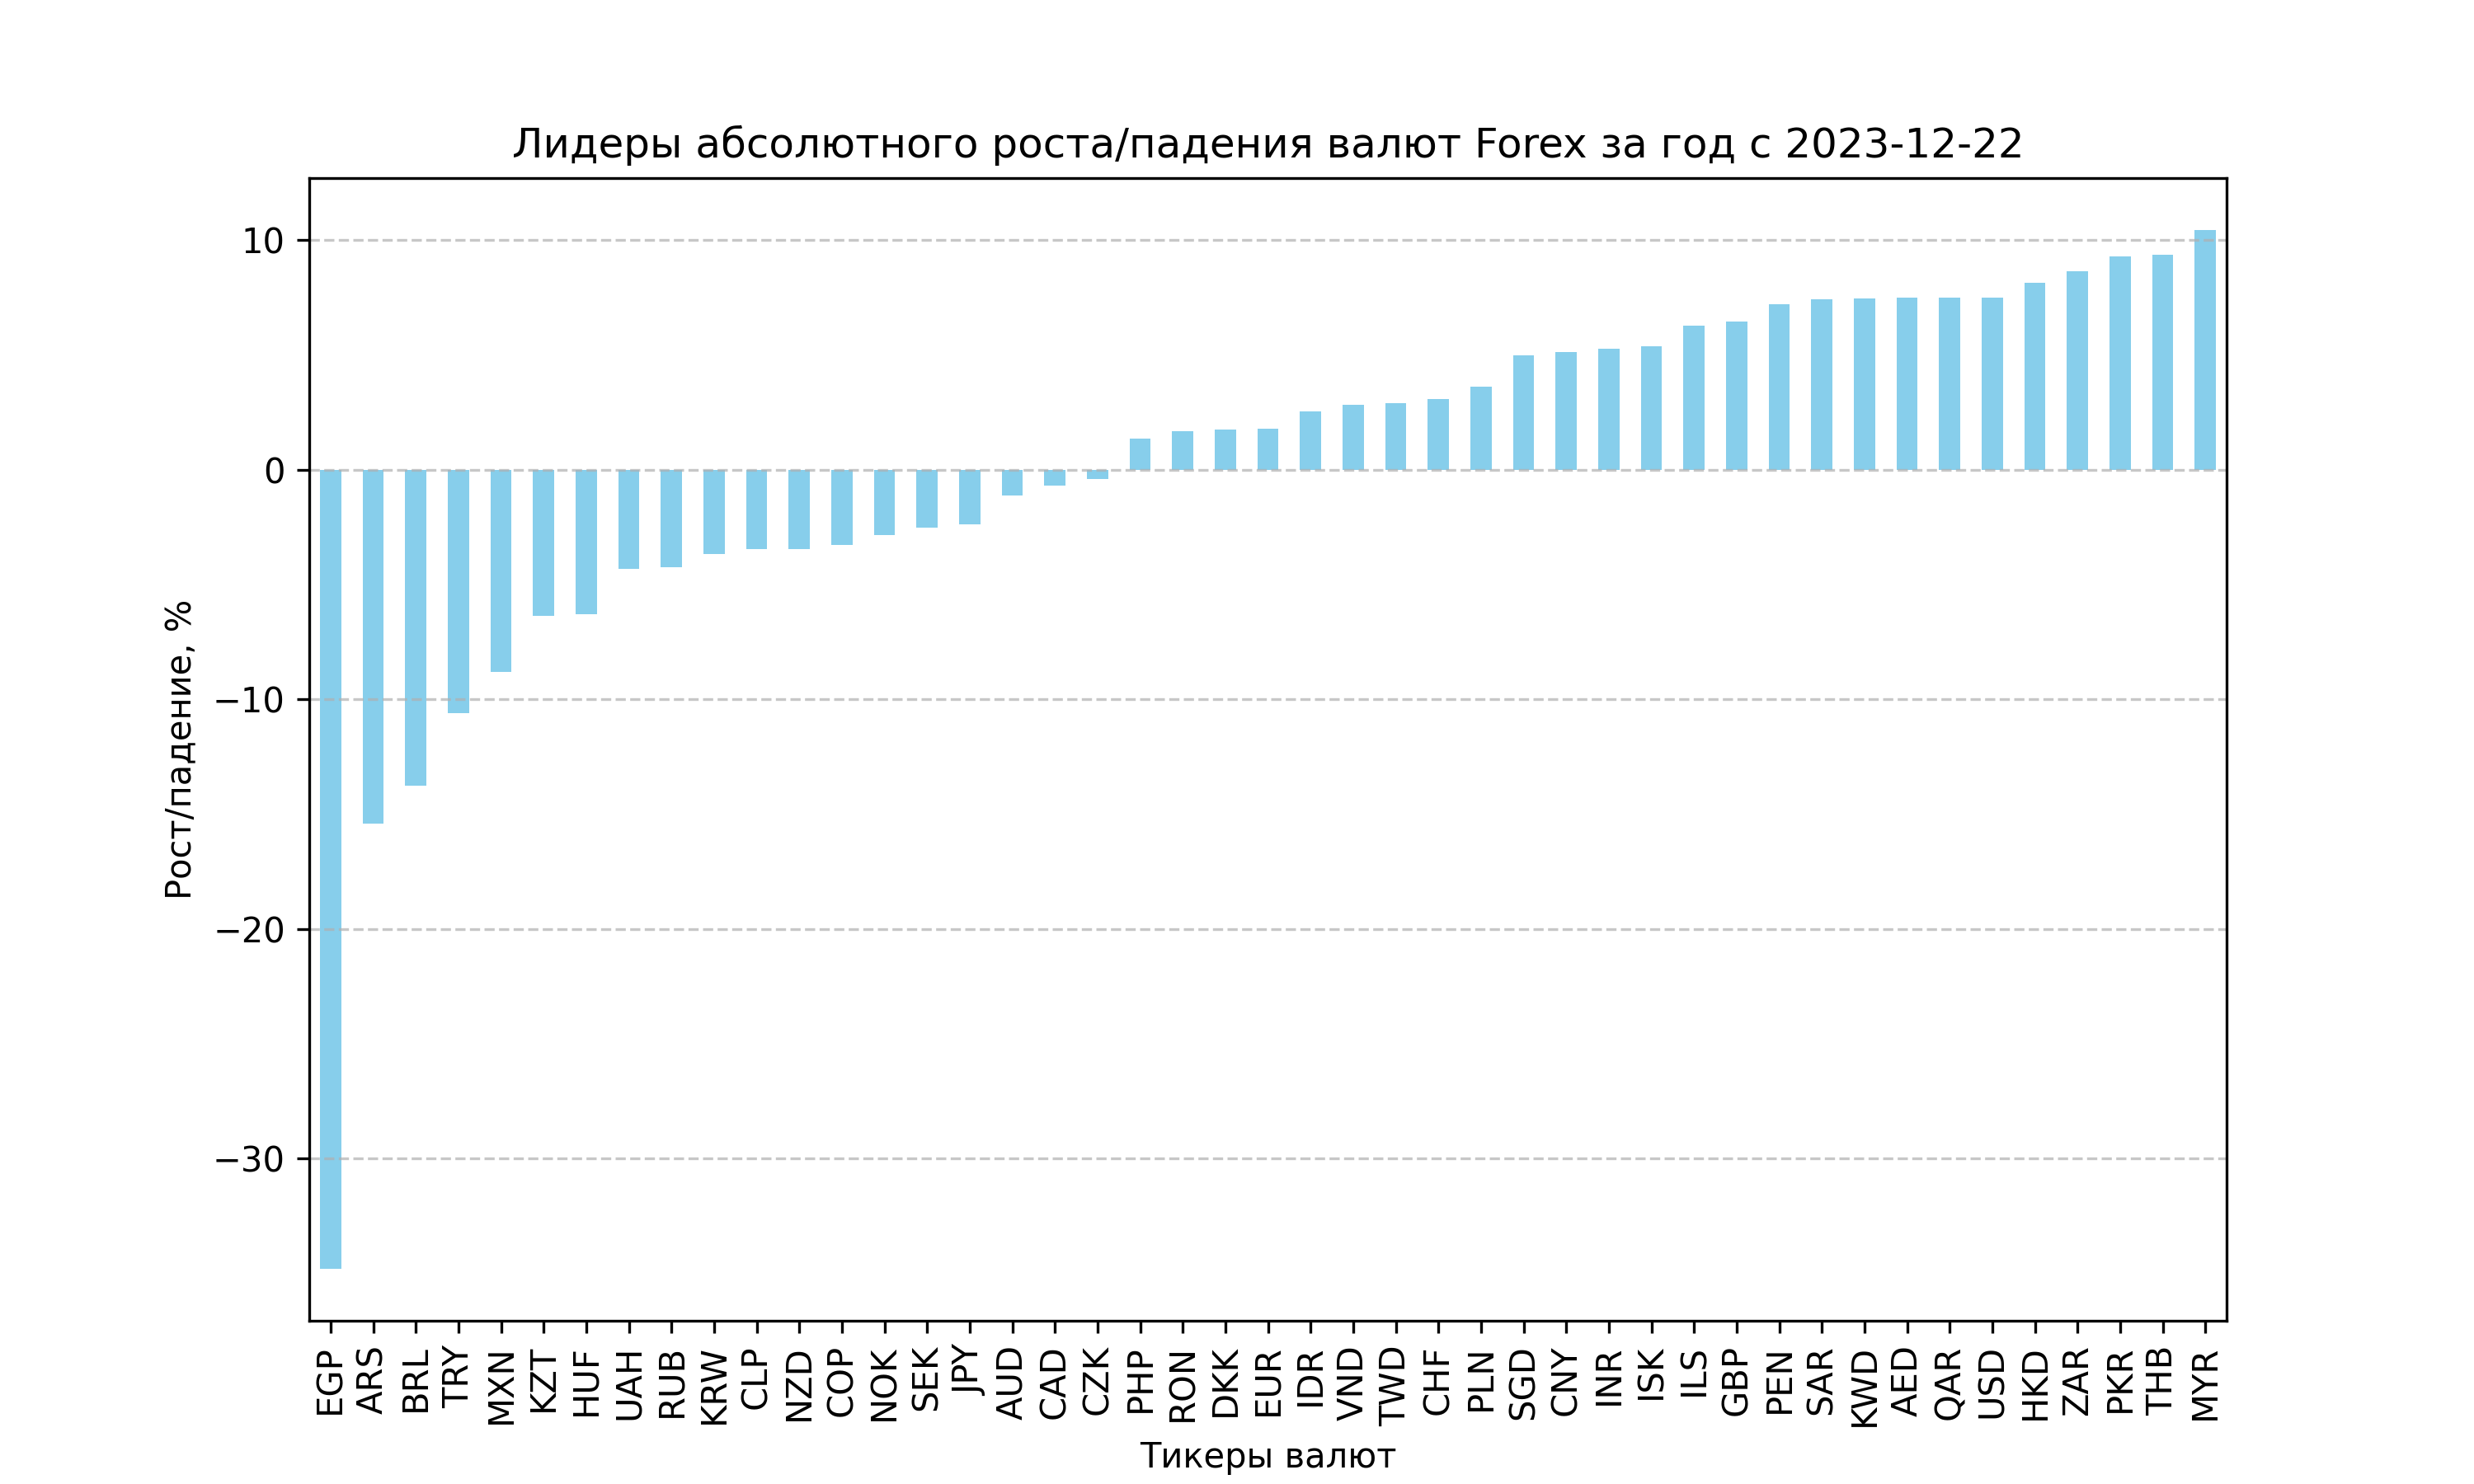 Лидеры абсолютного роста/падения валют Forex за год с 2023-12-22
10
0
−10
−20
−30
Рост/падение, %
EGP
ARS
BRL
TRY
MXN
KZT
HUF
UAH
RUB
KRW
CLP
NZD
COP
NOK
SEK
JPY
AUD
CAD
CZK
PHP
RON
DKK
EUR
IDR
VND
TWD
CHF
PLN
SGD
CNY
INR
ISK
ILS
GBP
PEN
SAR
KWD
AED
QAR
USD
HKD
ZAR
PKR
THB
MYR
Тикеры валют